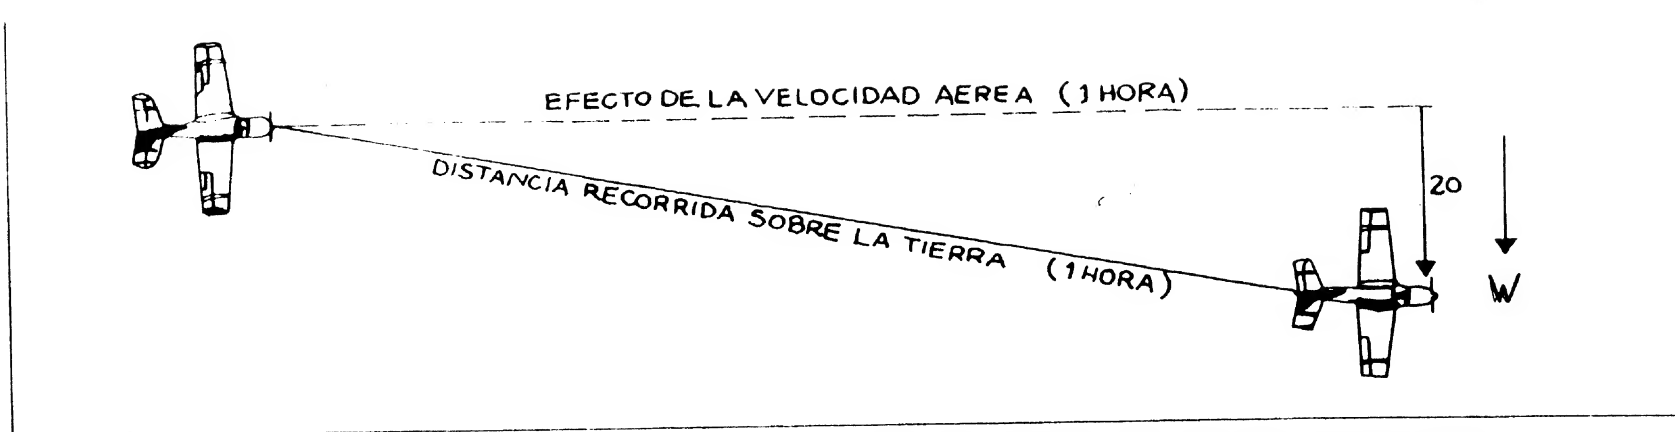 EFECTO DE LA VELOCIDAD AEREA (1 HORA)
20
DISTANCIA RECORRIDA SOBRE LA TIERRA (1 HORA)
W